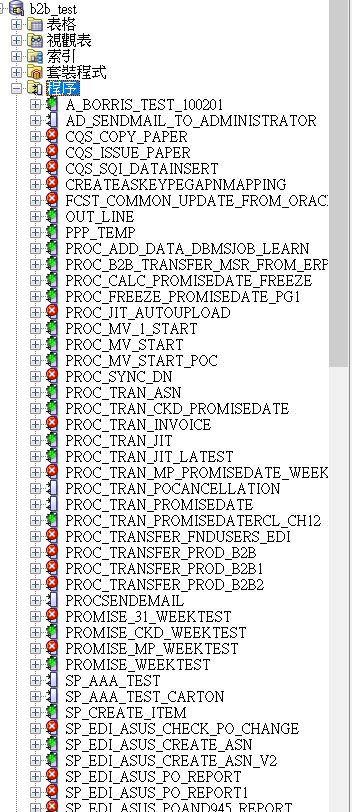 b2b_test
表格
視觀表
索引
套裝程式
程序
A_BORRIS_TEST_100201
AD_SENDMAIL_TO_ADMINISTRATOR
CQS_COPY_PAPER
CQS_ISSUE_PAPER
CQS_SQI_DATAINSERT
CREATEASKEYPEGAPNMAPPING
FCST_COMMON_UPDATE_FROM_ORAC
OUT_LINE
PPP_TEMP
PROC_ADD_DATA_DBMSJOB_LEARN
PROC_B2B_TRANSFER_MSR_FROM_ERP
PROC_CALC_PROMISEDATE_FREEZE
PROC_FREEZE_PROMISEDATE_PG1
PROC_JIT_AUTOUPLOAD
PROC_MV_1_START
PROC_MV_START
PROC_MV_START_POC
PROC_SYNC_DN
PROC_TRAN_ASN
PROC_TRAN_CKD_PROMISEDATE
PROC_TRAN_INVOICE
PROC_TRAN_JIT
PROC_TRAN_JIT_LATEST
PROC_TRAN_MP_PROMISEDATE_WEEK
PROC_TRAN_POCANCELLATION
PROC_TRAN_PROMISEDATE
PROC_TRAN_PROMISEDATERCL_CH12
PROC_TRANSFER_FNDUSERS_EDI
PROC_TRANSFER_PROD_B2B
PROC_TRANSFER_PROD_B2B1
PROC_TRANSFER_PROD_B2B2
PROCSENDEMAIL
PROMISE_31_WEEKTEST
PROMISE_CKD_WEEKTEST
PROMISE_MP_WEEKTEST
PROMISE_WEEKTEST
SP_AAA_TEST
SP_AAA_TEST_CARTON
SP_CREATE_ITEM
SP_EDI_ASUS_CHECK_PO_CHANGE
SP_EDI_ASUS_CREATE_ASN
SP_EDI_ASUS_CREATE_ASN_V2
SP_EDI_ASUS_PO_REPORT
SP_EDI_ASUS_PO_REPORT1
SP_EDI_ASUS_POAND945_REPORT